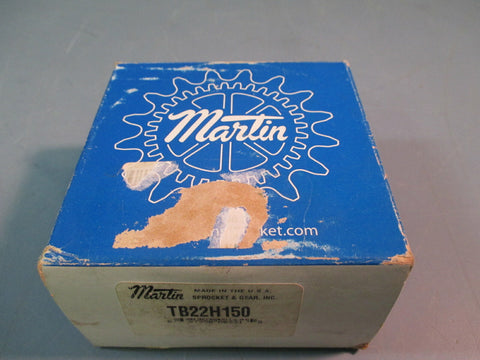 Martin
ket.com
Martin
MADE IN THE U.S.A.
SPROCKET & GEAR, INC.
TB22H150